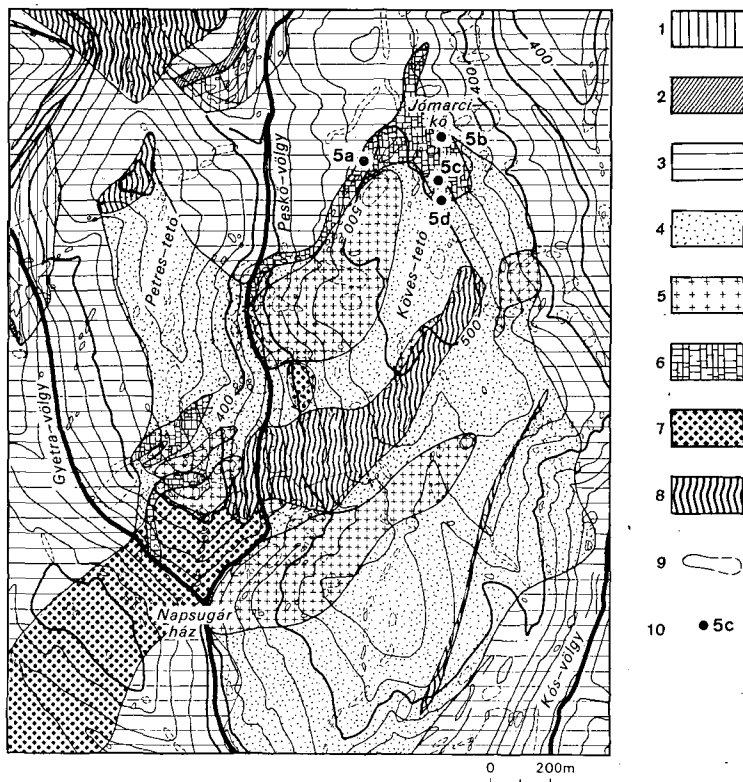 400
400
Jómarci-
kő
5b
5a
5c
5d
500
Peskő-völgy
Petres-tető
Köves-tető
500
400
Gyetra-völgy
Napsugár
ház
Kós-völgy
0 200m
1
2
3
4
5
6
7
8
9
10 5c